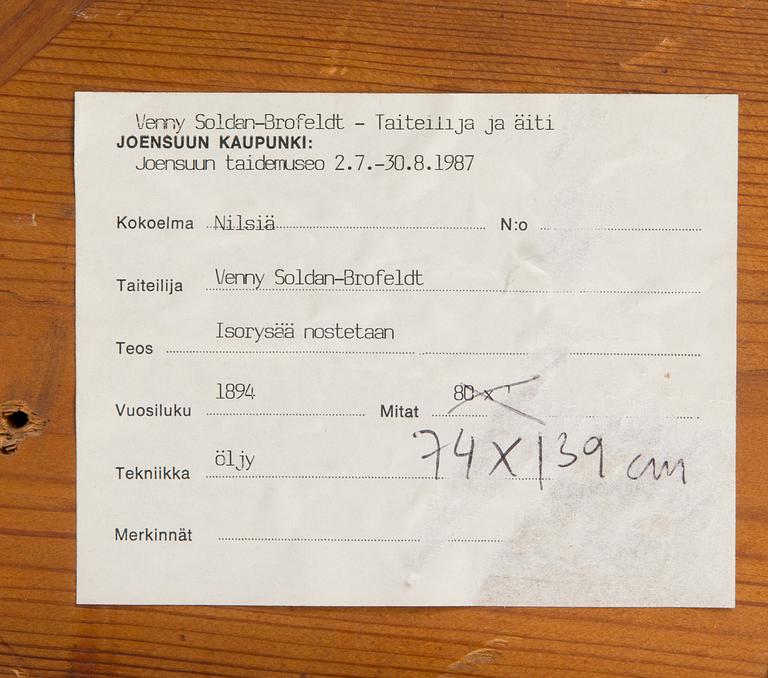 Venny Soldan-Brofeldt - Taiteilija ja äiti
JOENSUUN KAUPUNKI:
Joensuun taidemuseo 2.7.-30.8.1987
Kokoelma Nilsiä N:o
Taiteilija Venny Soldan-Brofeldt
Teos Isorysää nostetaan
Vuosiluku 1894 Mitat 80 x
74 X 139 cm
Tekniikka öljy
Merkinnät